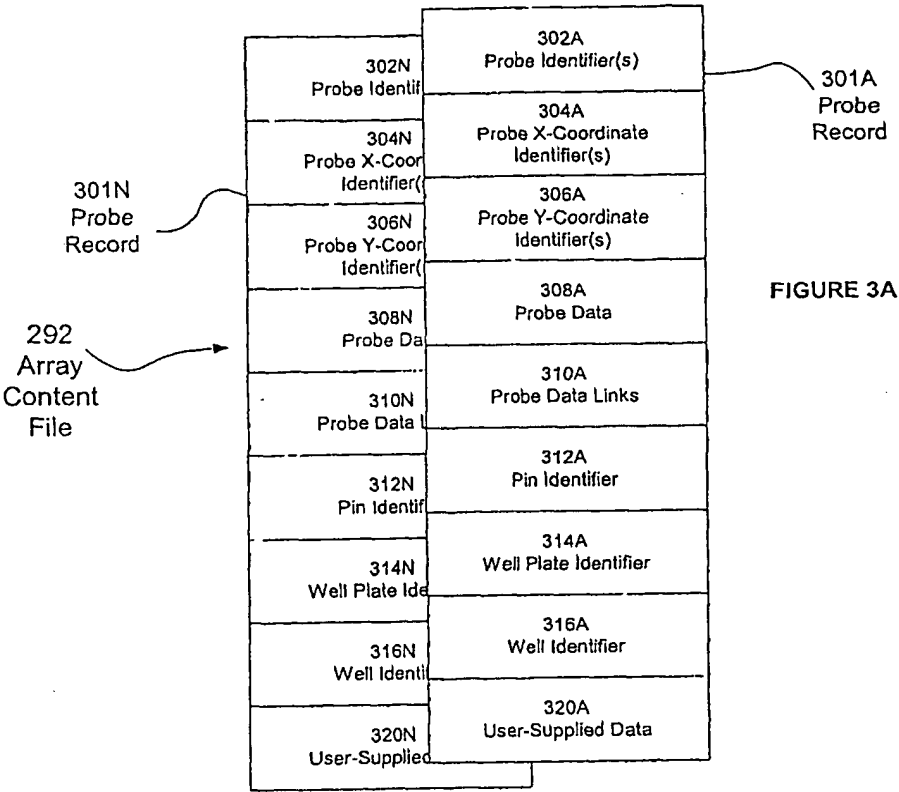 302A
Probe Identifier(s)
304A
Probe X-Coordinate
Identifier(s)
306A
Probe Y-Coordinate
Identifier(s)
308A
Probe Data
310A
Probe Data Links
312A
Pin Identifier
314A
Well Plate Identifier
316A
Well Identifier
320A
User-Supplied Data
301A
Probe
Record
302N
Probe Identif
304N
Probe X-Coor
Identifier(
306N
Probe Y-Coor
Identifier(
308N
Probe Da
310N
Probe Data L
312N
Pin Identif
314N
Well Plate Ide
316N
Well Identi
320N
User-Supplied
301N
Probe
Record
292
Array
Content
File
FIGURE 3A